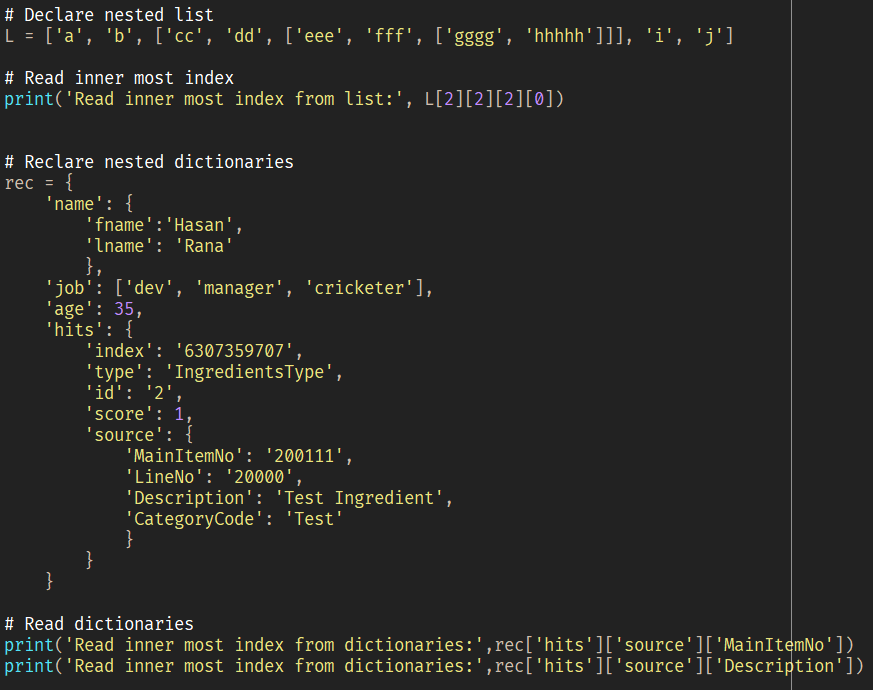 # Declare nested list
L = ['a', 'b', ['cc', 'dd', ['eee', 'fff', ['gggg', 'hhhhh']]], 'i', 'j']

# Read inner most index
print('Read inner most index from list:', L[2][2][2][0])


# Reclare nested dictionaries
rec = {
    'name': {
        'fname':'Hasan',
        'lname': 'Rana'
        },
    'job': ['dev', 'manager', 'cricketer'],
    'age': 35,
    'hits': {
        'index': '6307359707',
        'type': 'IngredientsType',
        'id': '2',
        'score': 1,
        'source': {
            'MainItemNo': '200111',
            'LineNo': '20000',
            'Description': 'Test Ingredient',
            'CategoryCode': 'Test'
            }
        }
    }

# Read dictionaries
print('Read inner most index from dictionaries:',rec['hits']['source']['MainItemNo'])
print('Read inner most index from dictionaries:',rec['hits']['source']['Description'])